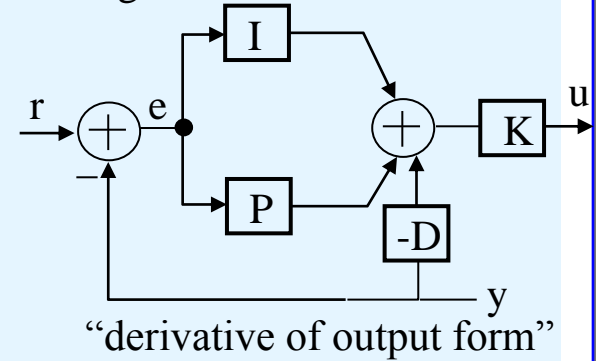 g
I
r
e
u
+
+
K
–
P
-D
y
“derivative of output form”